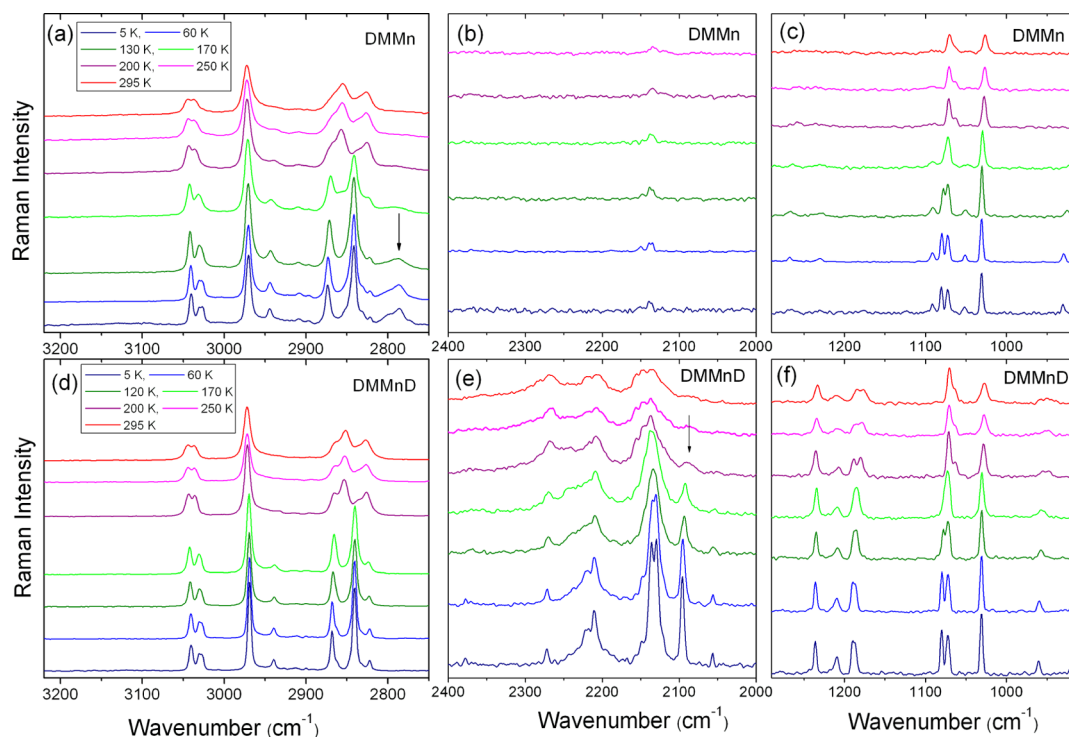 (a)
DMMn
5 K, 60 K
130 K, 170 K
200 K, 250 K
295 K
(b)
DMMn
(c)
DMMn
Raman Intensity
3200 3100 3000 2900 2800
2400 2300 2200 2100 2000
1200 1100 1000
(d)
DMMnD
5 K, 60 K
120 K, 170 K
200 K, 250 K
295 K
(e)
DMMnD
(f)
DMMnD
Raman Intensity
3200 3100 3000 2900 2800
2400 2300 2200 2100 2000
1200 1100 1000
Wavenumber (cm⁻¹)
Wavenumber (cm⁻¹)
Wavenumber (cm⁻¹)